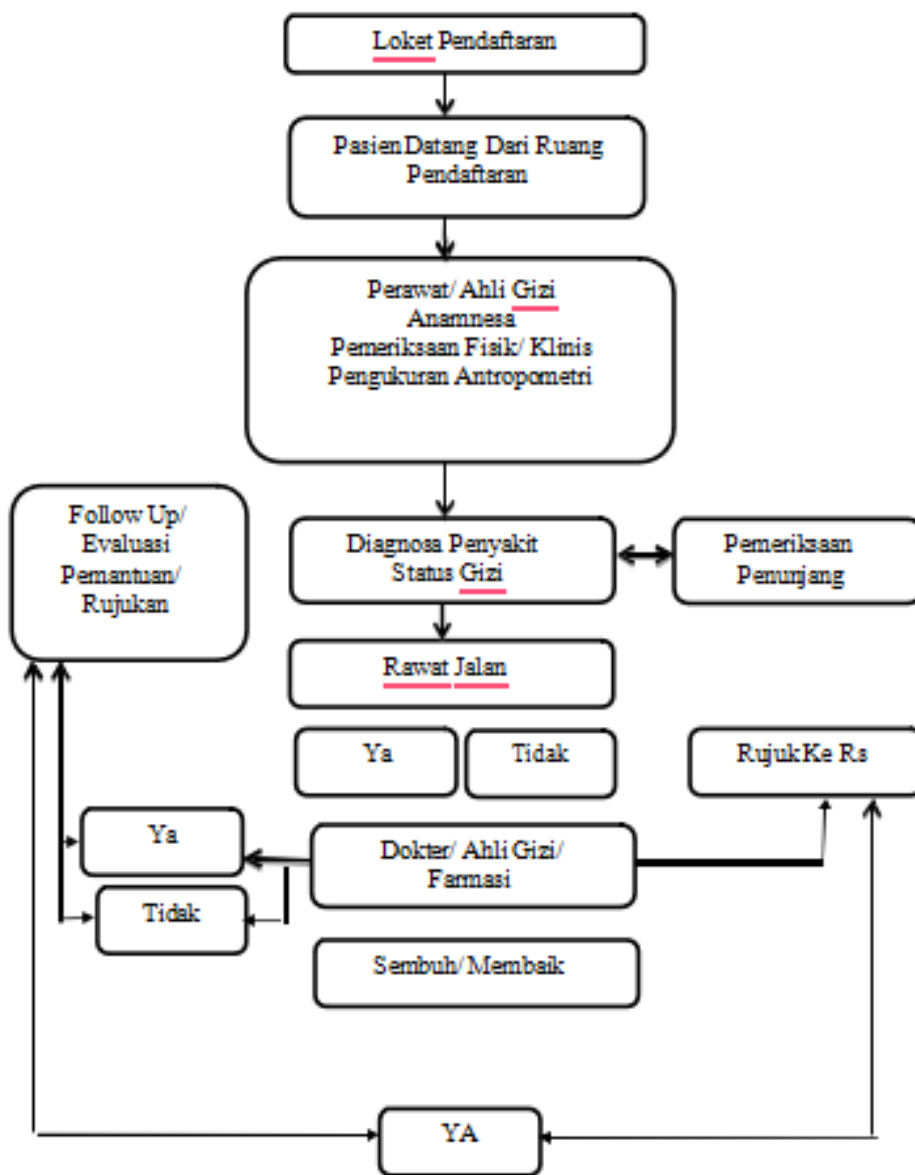 Loket Pendaftaran
Pasien Datang Dari Ruang
Pendaftaran
Perawat/ Ahli Gizi
Anamnesa
Pemeriksaan Fisik/ Klinis
Pengukuran Antropometri
Follow Up/
Evaluasi
Pemantuan/
Rujukan
Diagnosa Penyakit
Status Gizi
Pemeriksaan
Penunjang
Rawat Jalan
Ya
Tidak
Rujuk Ke Rs
Ya
Dokter/ Ahli Gizi/
Farmasi
Tidak
Sembuh/ Membaik
YA